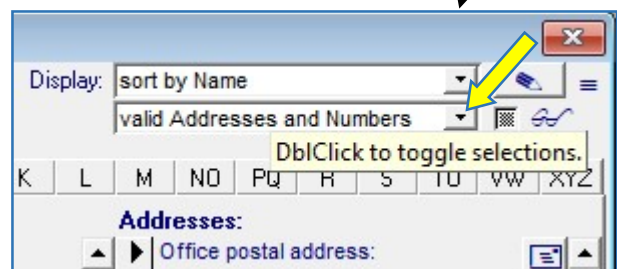 Display: sort by Name
valid Addresses and Numbers
DblClick to toggle selections.
K L M NO PQ R S TU VW XYZ
Addresses:
Office postal address: